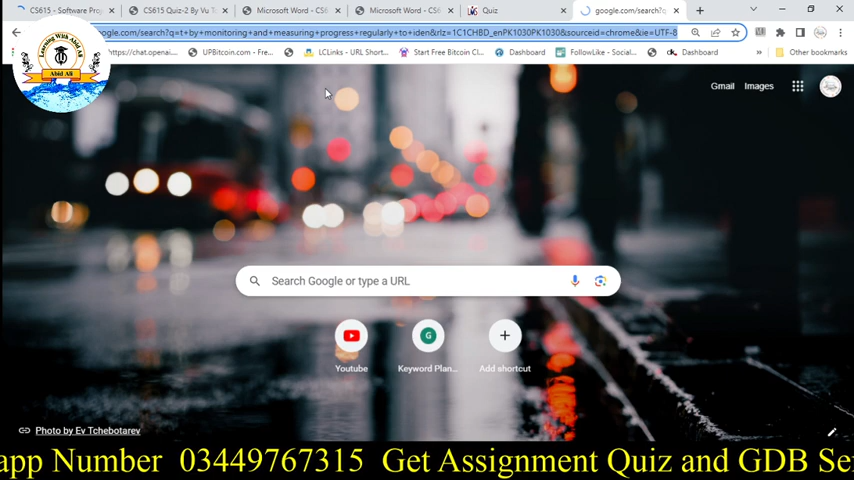 CS615 - Software Pro
CS615 Quiz-2 By Vu T
Microsoft Word - CS6
Microsoft Word - CS6
Quiz
google.com/search?q
ogle.com/search?q=t+by+monitoring+and+measuring+progress+regularly+to+iden&rlz=1C1CHBD_enPK1030PK1030&sourceid=chrome&ie=UTF-8
https://chat.openai....
UPBitcoin.com - Bu...
LCLinks - URL Short...
Start Free Bitcoin Cl...
Dashboard
FollowLike - Social...
Dashboard
»
Other bookmarks
Learning With Abid Ali
Abid Ali
Gmail Images
Search Google or type a URL
G
Youtube Keyword Plan... Add shortcut
Photo by Ev Tchebotarev
app Number 03449767315 Get Assignment Quiz and GDB Se